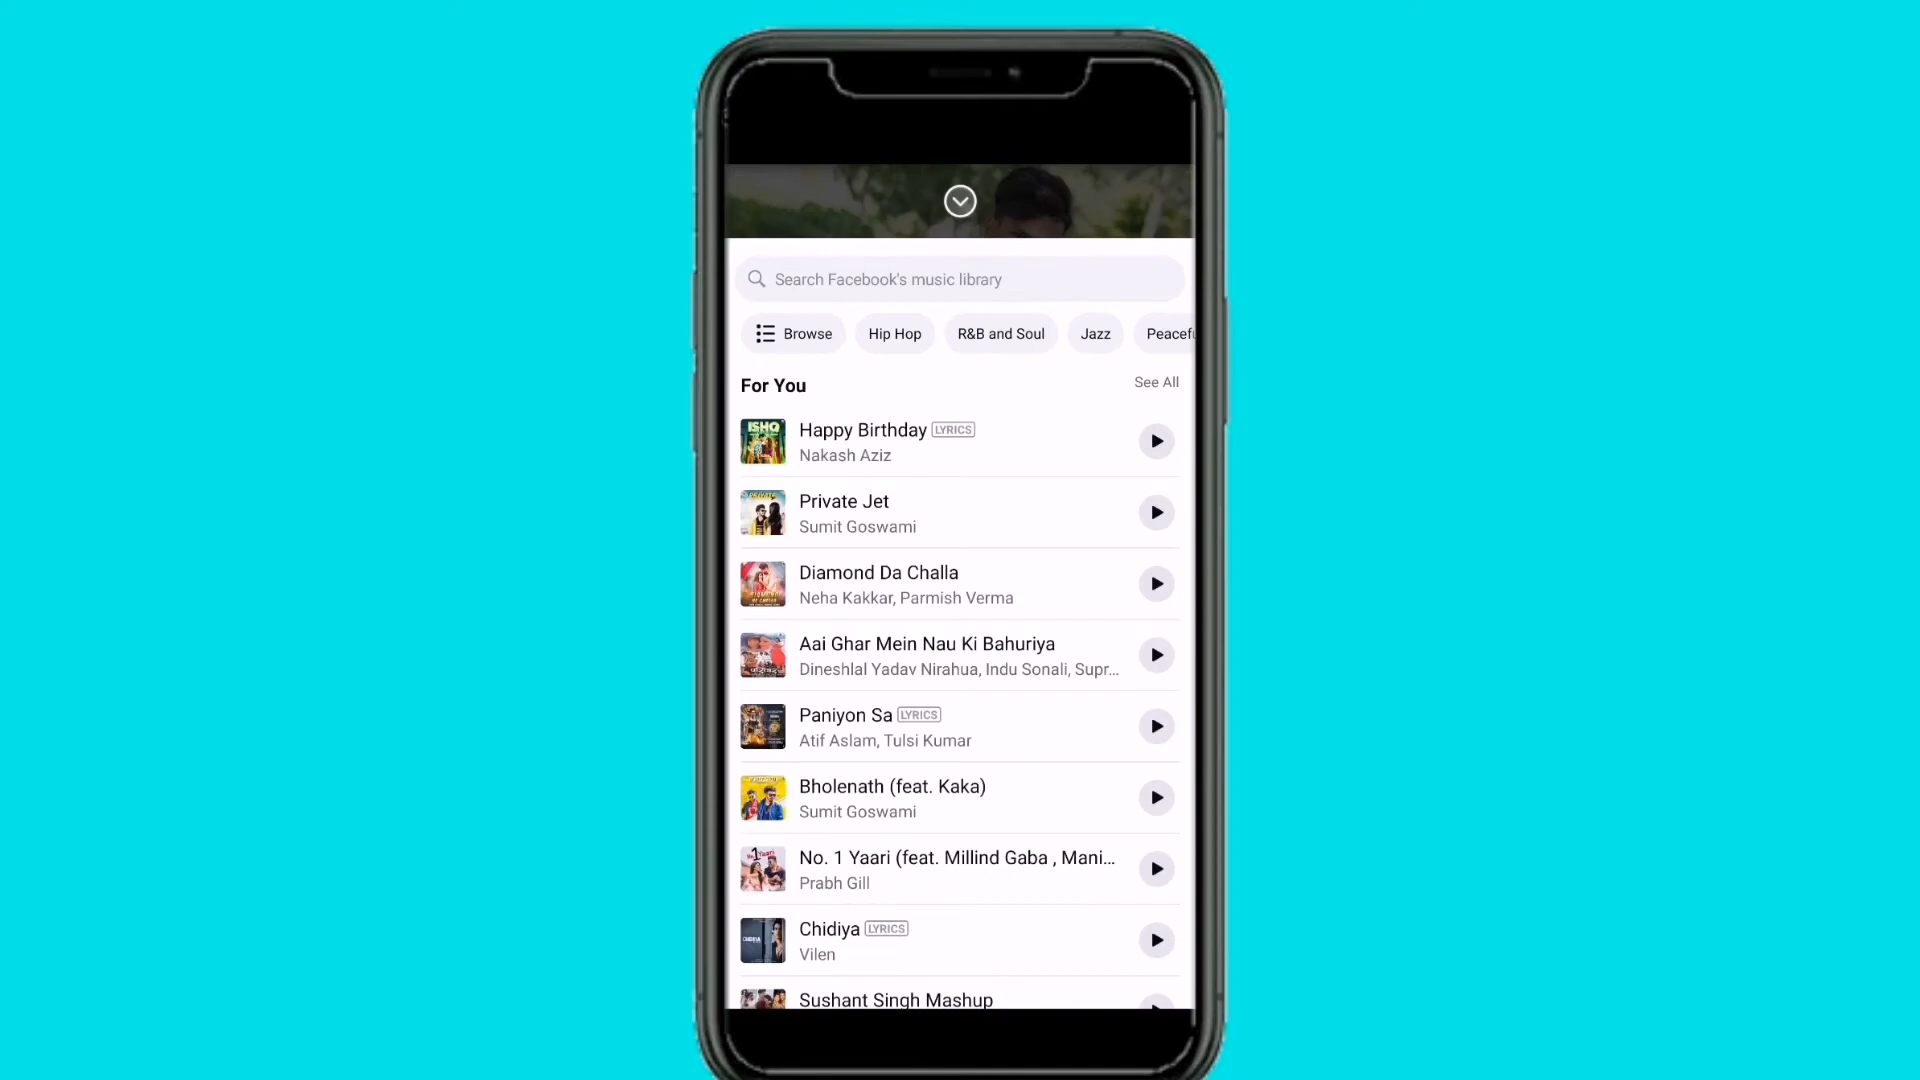 Search Facebook's music library
Browse
Hip Hop
R&B and Soul
Jazz
Peacefu
For You
See All
Happy Birthday LYRICS
Nakash Aziz
Private Jet
Sumit Goswami
Diamond Da Challa
Neha Kakkar, Parmish Verma
Aai Ghar Mein Nau Ki Bahuriya
Dineshlal Yadav Nirahua, Indu Sonali, Supr...
Paniyon Sa LYRICS
Atif Aslam, Tulsi Kumar
Bholenath (feat. Kaka)
Sumit Goswami
No. 1 Yaari (feat. Millind Gaba , Mani...
Prabh Gill
Chidiya LYRICS
Vilen
Sushant Singh Mashup
ISHQ